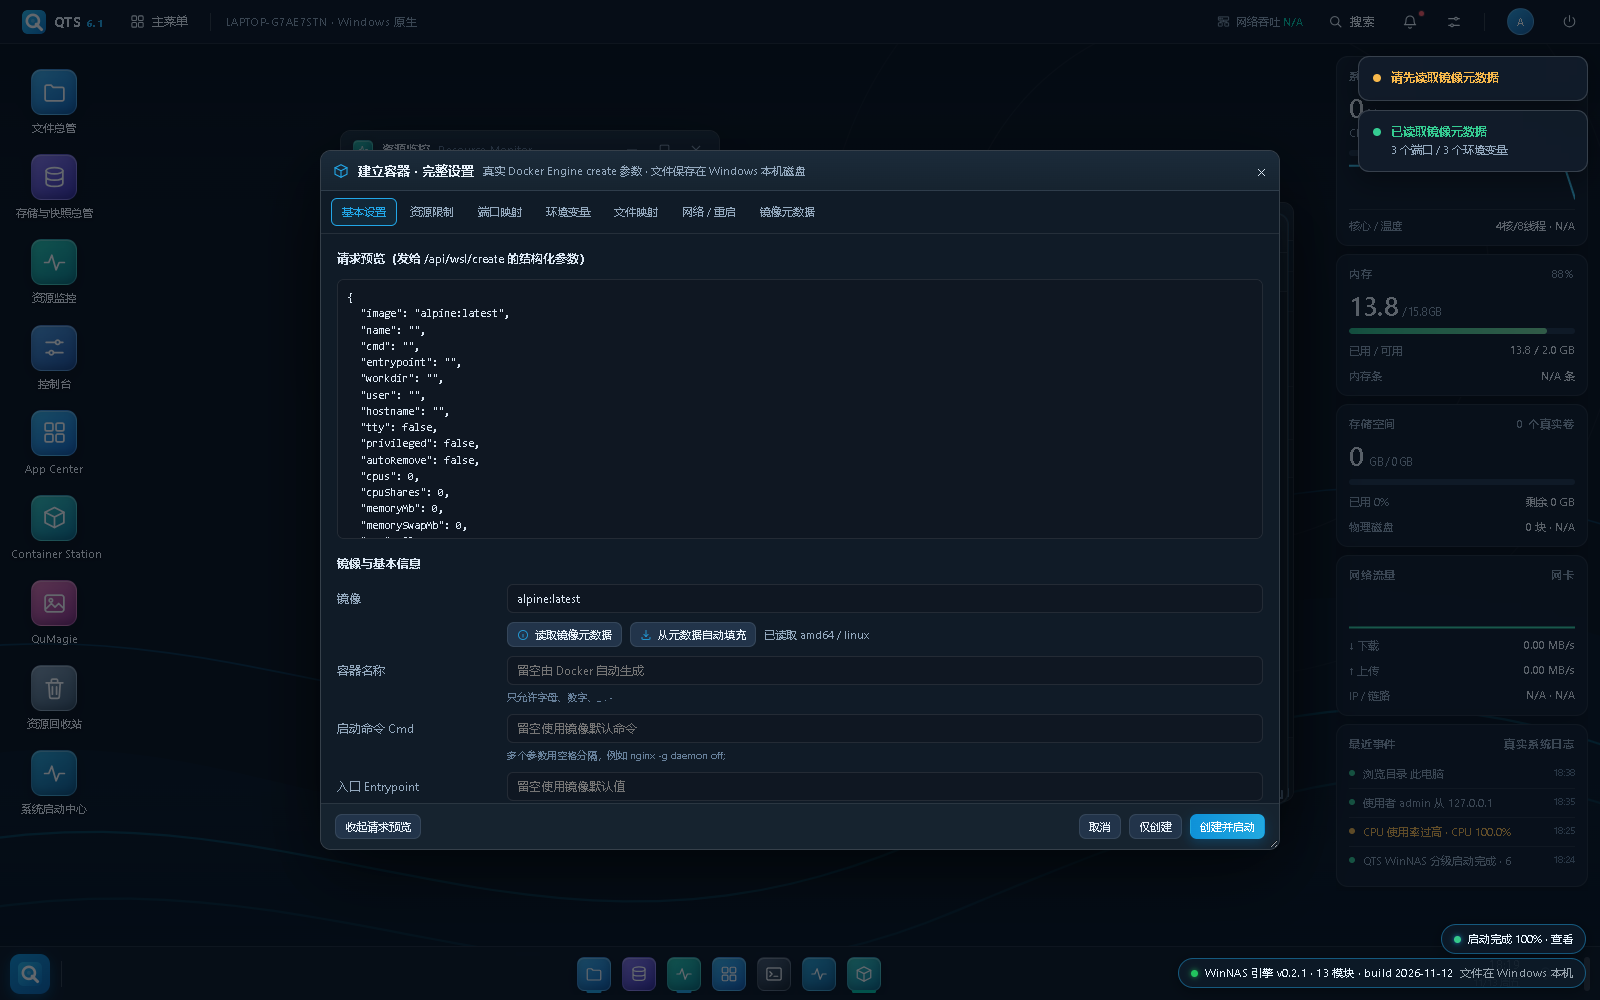 QTS 6.1
主菜单
LAPTOP-G7AE7STN · Windows 原生
网络吞吐 N/A
搜索
A
文件总管
存储与快照总管
资源监控
控制台
App Center
Container Station
QuMagie
资源回收站
系统启动中心
资源监控 Resource Monitor
建立容器 · 完整设置 真实 Docker Engine create 参数 · 文件保存在 Windows 本机磁盘
基本设置
资源限制
端口映射
环境变量
文件映射
网络 / 重启
镜像元数据
请求预览（发给 /api/wsl/create 的结构化参数）
{
"image": "alpine:latest",
"name": "",
"cmd": "",
"entrypoint": "",
"workdir": "",
"user": "",
"hostname": "",
"tty": false,
"privileged": false,
"autoRemove": false,
"cpus": 0,
"cpuShares": 0,
"memoryMb": 0,
"memorySwapMb": 0,
镜像与基本信息
镜像
alpine:latest
读取镜像元数据
从元数据自动填充
已读取 amd64 / linux
容器名称
留空由 Docker 自动生成
只允许字母、数字、_ . -
启动命令 Cmd
留空使用镜像默认命令
多个参数用空格分隔，例如 nginx -g daemon off;
入口 Entrypoint
留空使用镜像默认值
收起请求预览
取消
仅创建
创建并启动
请先读取镜像元数据
已读取镜像元数据
3 个端口 / 3 个环境变量
0
核心 / 温度
4核/8线程 · N/A
内存
88%
13.8 / 15.8GB
已用 / 可用
13.8 / 2.0 GB
内存条
N/A 条
存储空间
0 个真实卷
0 GB / 0 GB
已用 0%
剩余 0 GB
物理磁盘
0 块 · N/A
网络流量
网卡
↓ 下载
0.00 MB/s
↑ 上传
0.00 MB/s
IP / 链路
N/A · N/A
最近事件
真实系统日志
浏览目录 此电脑
18:38
使用者 admin 从 127.0.0.1
18:35
CPU 使用率过高 · CPU 100.0%
18:25
QTS WinNAS 分级启动完成 · 6
18:24
启动完成 100% · 查看
WinNAS 引擎 v0.2.1 · 13 模块 · build 2026-11-12 文件在 Windows 本机